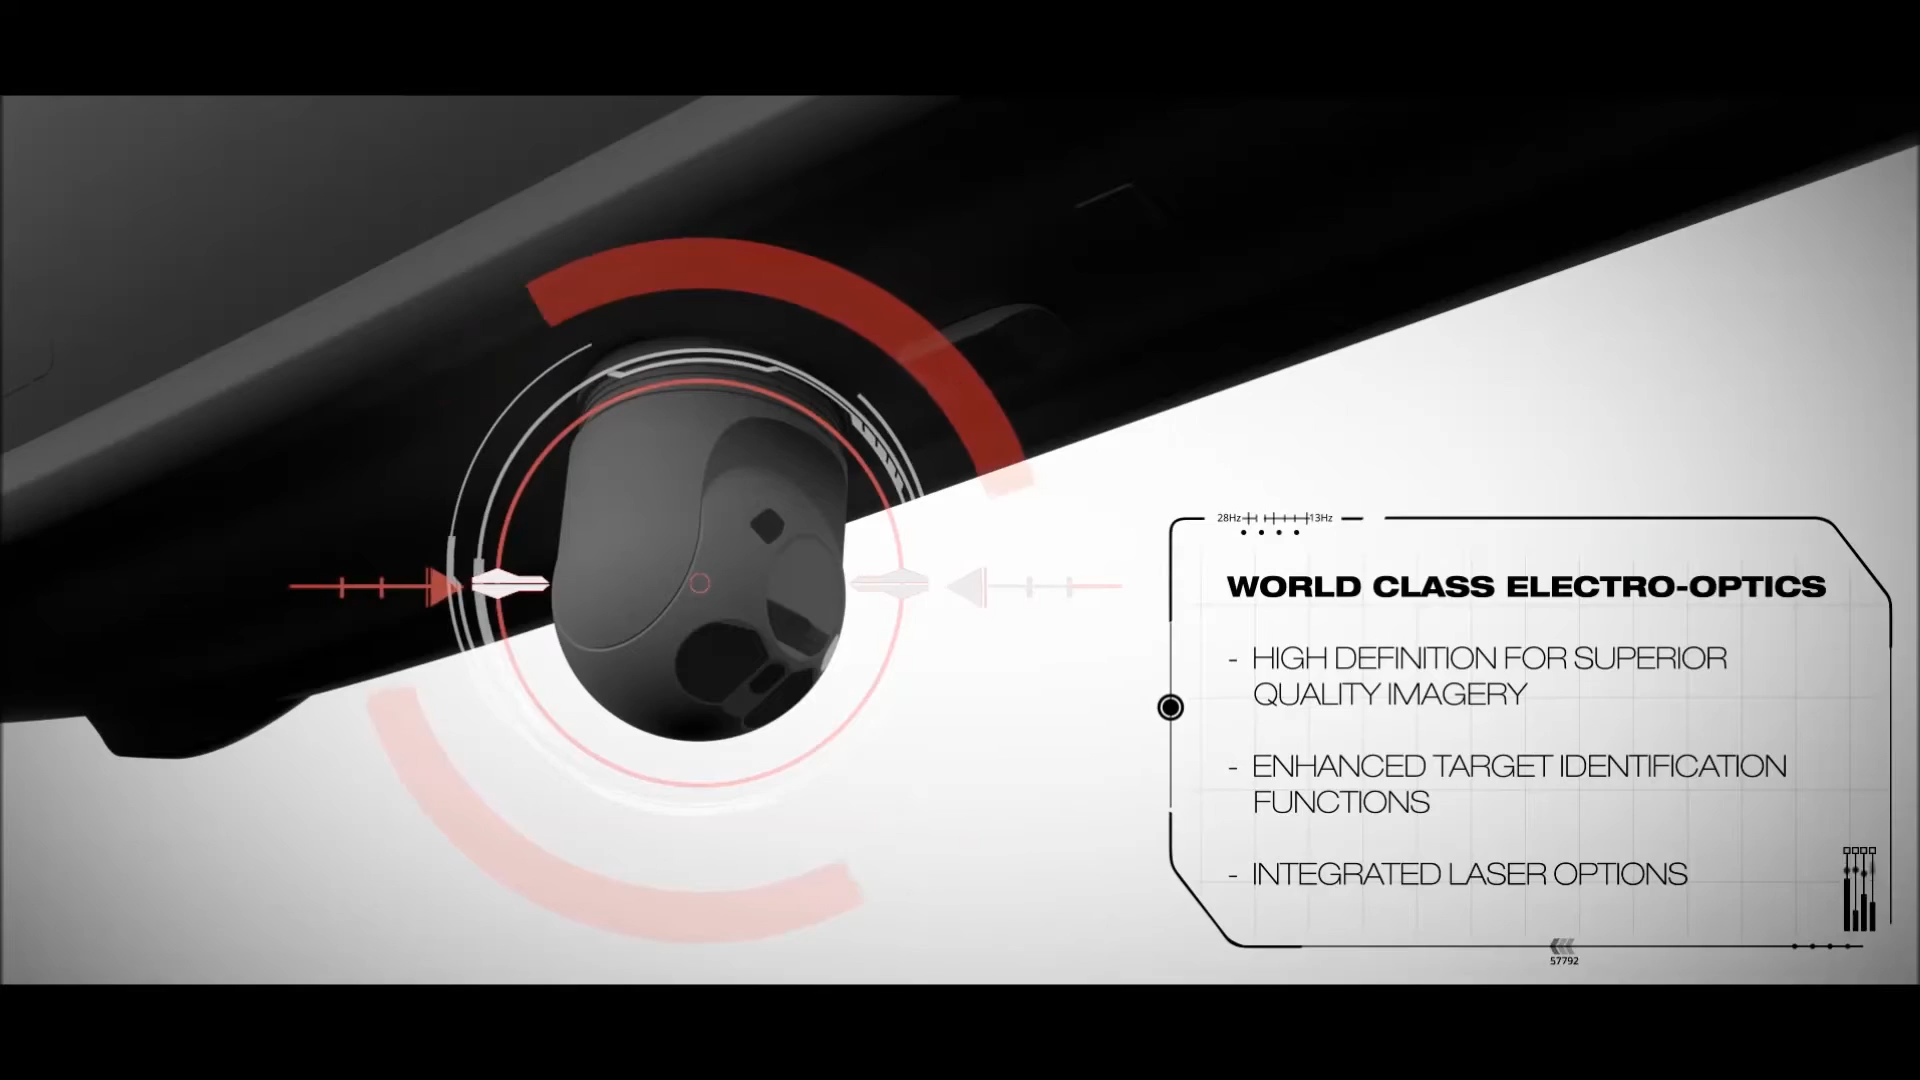 28Hz 13Hz
WORLD CLASS ELECTRO-OPTICS
- HIGH DEFINITION FOR SUPERIOR
QUALITY IMAGERY
- ENHANCED TARGET IDENTIFICATION
FUNCTIONS
- INTEGRATED LASER OPTIONS
57792